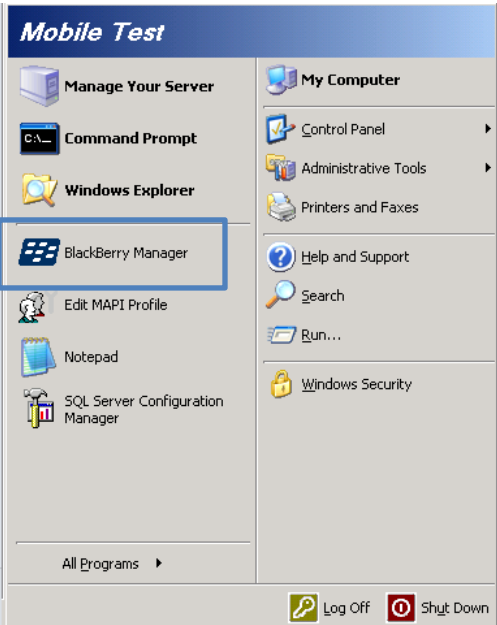 Mobile Test
Manage Your Server
C:\_ Command Prompt
Windows Explorer
BlackBerry Manager
Edit MAPI Profile
Notepad
SQL Server Configuration
Manager
All Programs
My Computer
Control Panel
Administrative Tools
Printers and Faxes
Help and Support
Search
Run...
Windows Security
Log Off
Shut Down